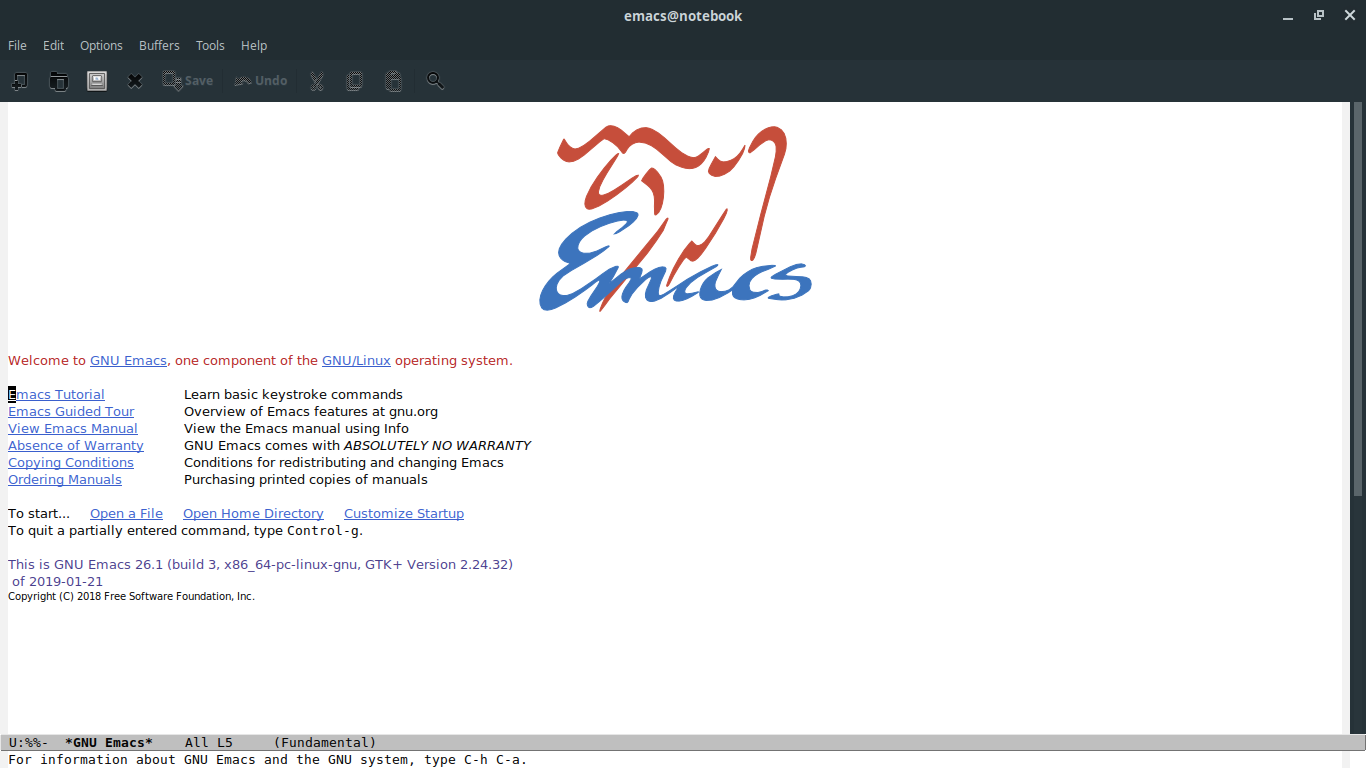 emacs@notebook
File Edit Options Buffers Tools Help
Save Undo
Emacs
Welcome to GNU Emacs, one component of the GNU/Linux operating system.
Emacs Tutorial Learn basic keystroke commands
Emacs Guided Tour Overview of Emacs features at gnu.org
View Emacs Manual View the Emacs manual using Info
Absence of Warranty GNU Emacs comes with ABSOLUTELY NO WARRANTY
Copying Conditions Conditions for redistributing and changing Emacs
Ordering Manuals Purchasing printed copies of manuals
To start... Open a File Open Home Directory Customize Startup
To quit a partially entered command, type Control-g.
This is GNU Emacs 26.1 (build 3, x86_64-pc-linux-gnu, GTK+ Version 2.24.32)
of 2019-01-21
Copyright (C) 2018 Free Software Foundation, Inc.
U:%%- *GNU Emacs* All L5 (Fundamental)
For information about GNU Emacs and the GNU system, type C-h C-a.